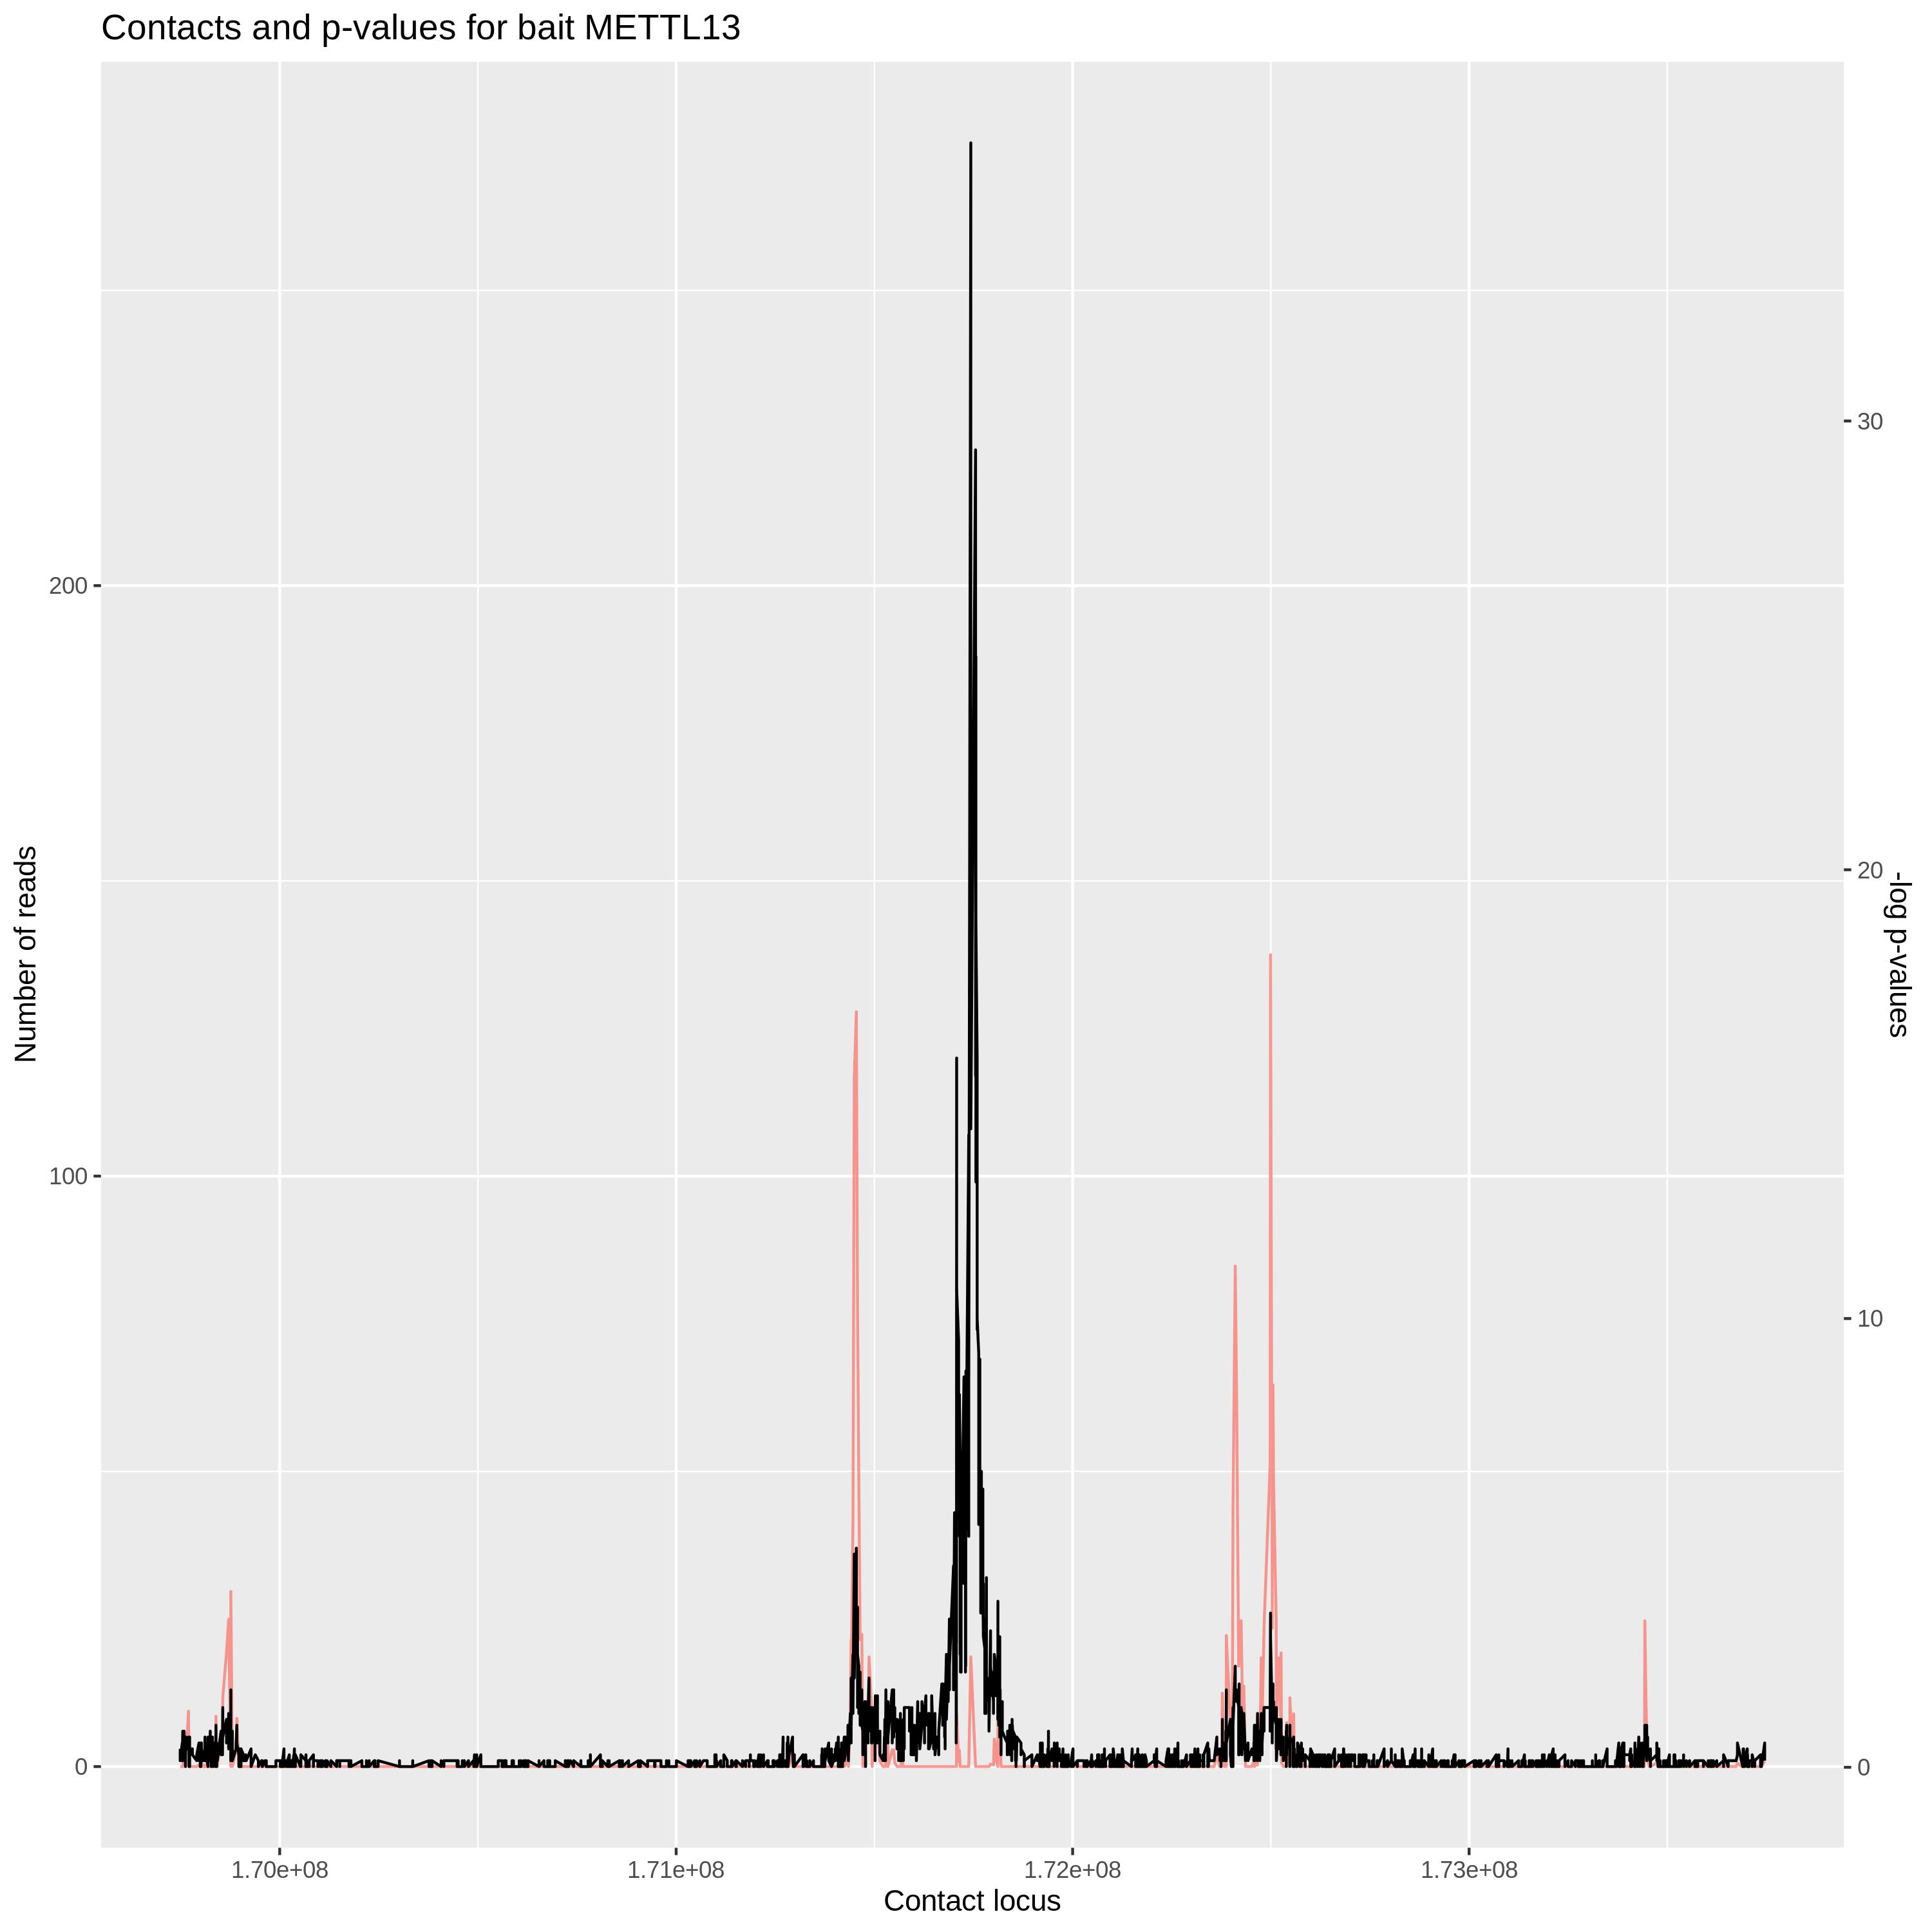 Contacts and p-values for bait METTL13
Number of reads
200
100
0
30
20
10
0
-log p-values
1.70e+08
1.71e+08
1.72e+08
1.73e+08
Contact locus